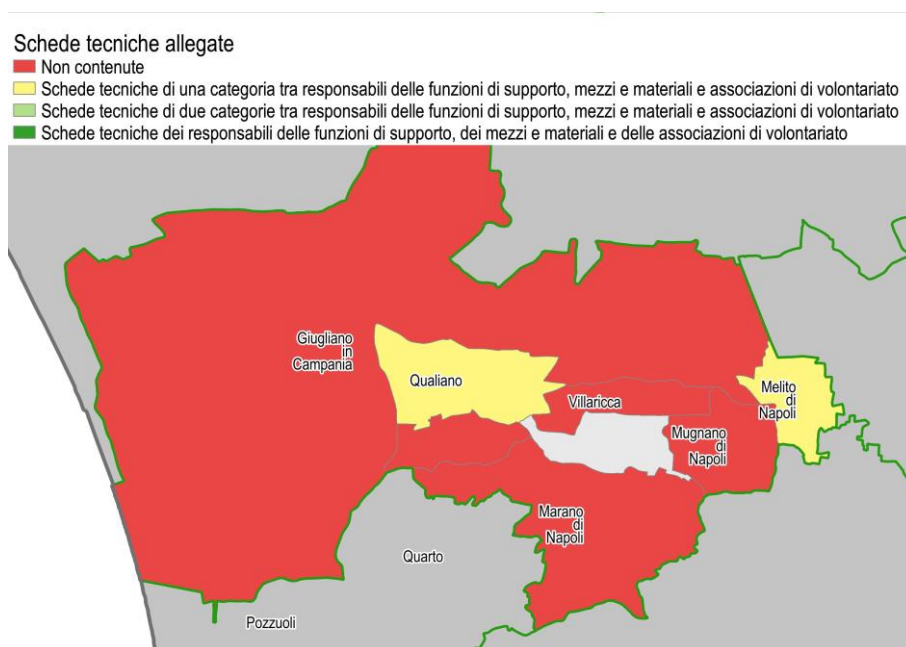 Schede tecniche allegate
Non contenute
Schede tecniche di una categoria tra responsabili delle funzioni di supporto, mezzi e materiali e associazioni di volontariato
Schede tecniche di due categorie tra responsabili delle funzioni di supporto, mezzi e materiali e associazioni di volontariato
Schede tecniche dei responsabili delle funzioni di supporto, dei mezzi e materiali e delle associazioni di volontariato
Giugliano
in
Campania
Qualiano
Villaricca
Melito
di
Napoli
Mugnano
di
Napoli
Marano
di
Napoli
Quarto
Pozzuoli